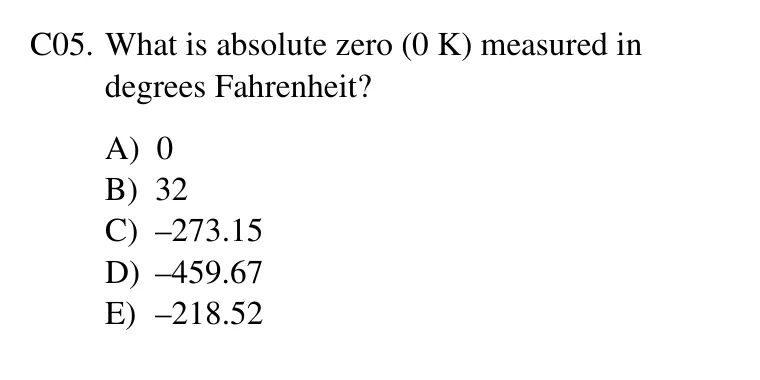 C05. What is absolute zero (0 K) measured in
degrees Fahrenheit?
A) 0
B) 32
C) –273.15
D) –459.67
E) –218.52